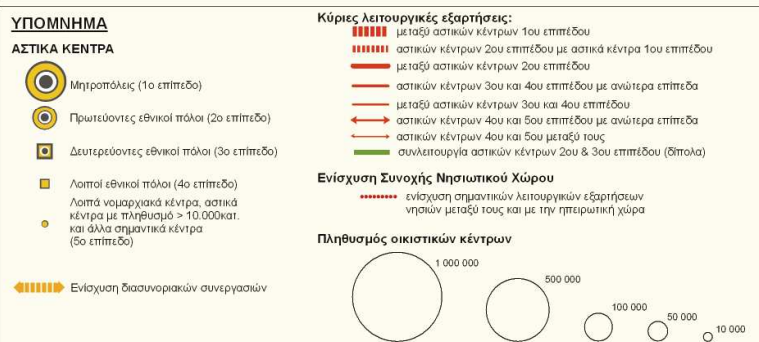 ΥΠΟΜΝΗΜΑ
ΑΣΤΙΚΑ ΚΕΝΤΡΑ
Μητροπόλεις (1ο επίπεδο)
Πρωτεύοντες εθνικοί πόλοι (2ο επίπεδο)
Δευτερεύοντες εθνικοί πόλοι (3ο επίπεδο)
Λοιποί εθνικοί πόλοι (4ο επίπεδο)
Λοιπά νομαρχιακά κέντρα, αστικά
κέντρα με πληθυσμό > 10.000κατ.
και άλλα σημαντικά κέντρα
(5ο επίπεδο)
Ενίσχυση διασυνοριακών συνεργασιών
Κύριες λειτουργικές εξαρτήσεις:
μεταξύ αστικών κέντρων 1ου επιπέδου
αστικών κέντρων 2ου επιπέδου με αστικά κέντρα 1ου επιπέδου
μεταξύ αστικών κέντρων 2ου επιπέδου
αστικών κέντρων 3ου και 4ου επιπέδου με ανώτερα επίπεδα
μεταξύ αστικών κέντρων 3ου και 4ου επιπέδου
αστικών κέντρων 4ου και 5ου επιπέδου με ανώτερα επίπεδα
αστικών κέντρων 4ου και 5ου μεταξύ τους
συνλειτουργία αστικών κέντρων 2ου & 3ου επιπέδου (δίπολα)
Ενίσχυση Συνοχής Νησιωτικού Χώρου
ενίσχυση σημαντικών λειτουργικών εξαρτήσεων
νησιών μεταξύ τους και με την ηπειρωτική χώρα
Πληθυσμός οικιστικών κέντρων
1 000 000
500 000
100 000
50 000
10 000